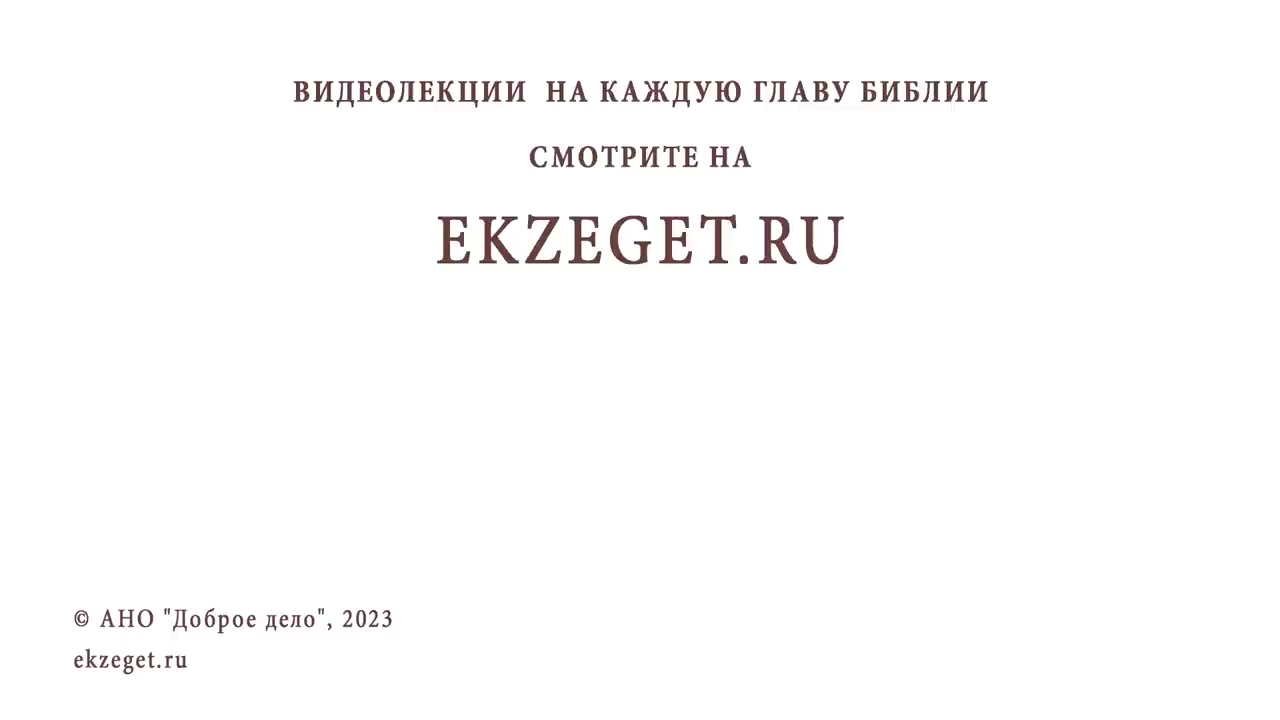 ВИДЕОЛЕКЦИИ НА КАЖДУЮ ГЛАВУ БИБЛИИ
СМОТРИТЕ НА
EKZEGET.RU
© АНО "Доброе дело", 2023
ekzeget.ru